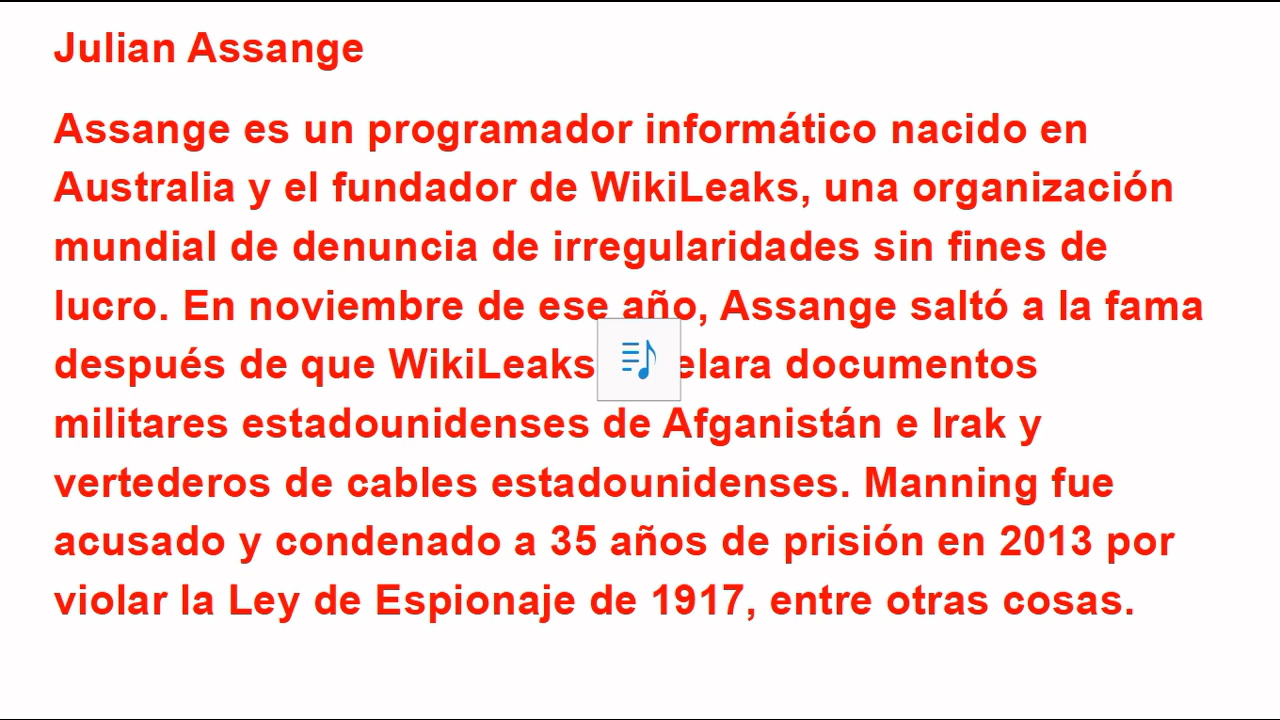 Julian Assange
Assange es un programador informático nacido en
Australia y el fundador de WikiLeaks, una organización
mundial de denuncia de irregularidades sin fines de
lucro. En noviembre de ese año, Assange saltó a la fama
después de que WikiLeaks elara documentos
militares estadounidenses de Afganistán e Irak y
vertederos de cables estadounidenses. Manning fue
acusado y condenado a 35 años de prisión en 2013 por
violar la Ley de Espionaje de 1917, entre otras cosas.